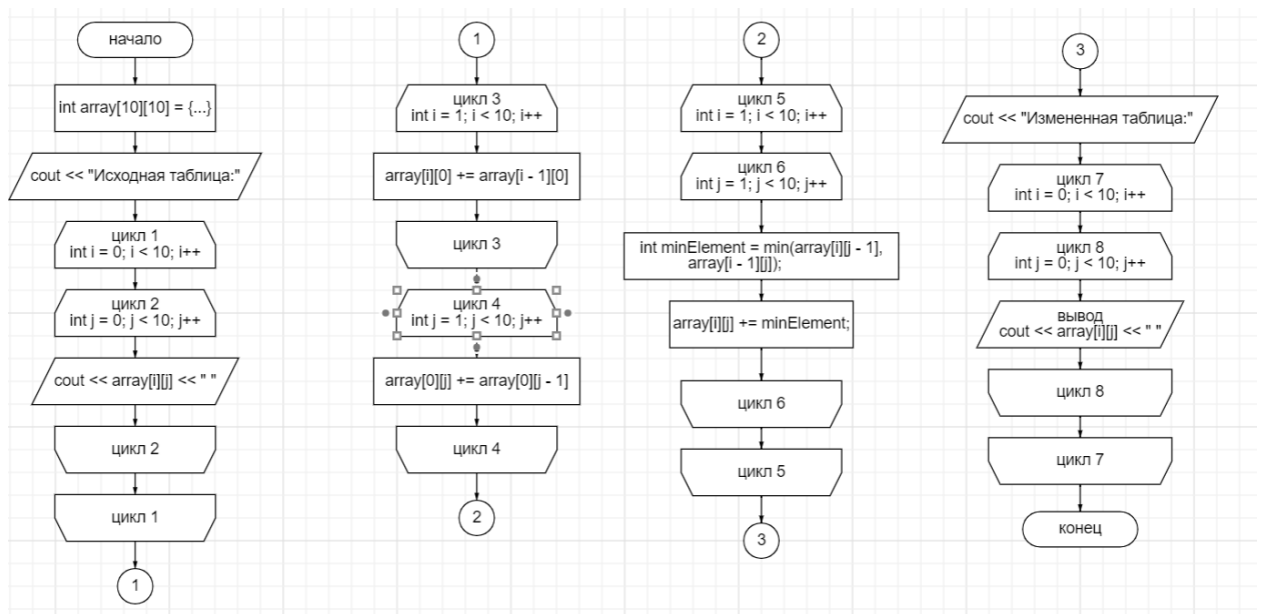 начало
int array[10][10] = {...}
cout << "Исходная таблица:"
цикл 1
int i = 0; i < 10; i++
цикл 2
int j = 0; j < 10; j++
cout << array[i][j] << " "
цикл 2
цикл 1
1
1
цикл 3
int i = 1; i < 10; i++
array[i][0] += array[i - 1][0]
цикл 3
цикл 4
int j = 1; j < 10; j++
array[0][j] += array[0][j - 1]
цикл 4
2
2
цикл 5
int i = 1; i < 10; i++
цикл 6
int j = 1; j < 10; j++
int minElement = min(array[i][j - 1],
array[i - 1][j]);
array[i][j] += minElement;
цикл 6
цикл 5
3
3
cout << "Измененная таблица:"
цикл 7
int i = 0; i < 10; i++
цикл 8
int j = 0; j < 10; j++
вывод
cout << array[i][j] << " "
цикл 8
цикл 7
конец